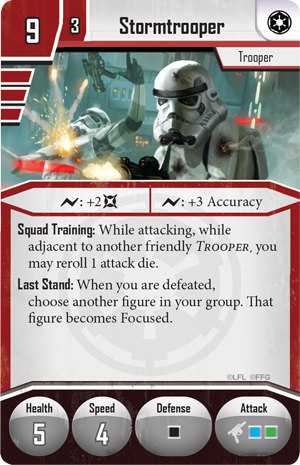 9 3 Stormtrooper
Trooper
: +2
: +3 Accuracy
Squad Training: While attacking, while
adjacent to another friendly TROOPER, you
may reroll 1 attack die.
Last Stand: When you are defeated,
choose another figure in your group. That
figure becomes Focused.
©LFL ©FFG
Health Speed Defense Attack
5 4